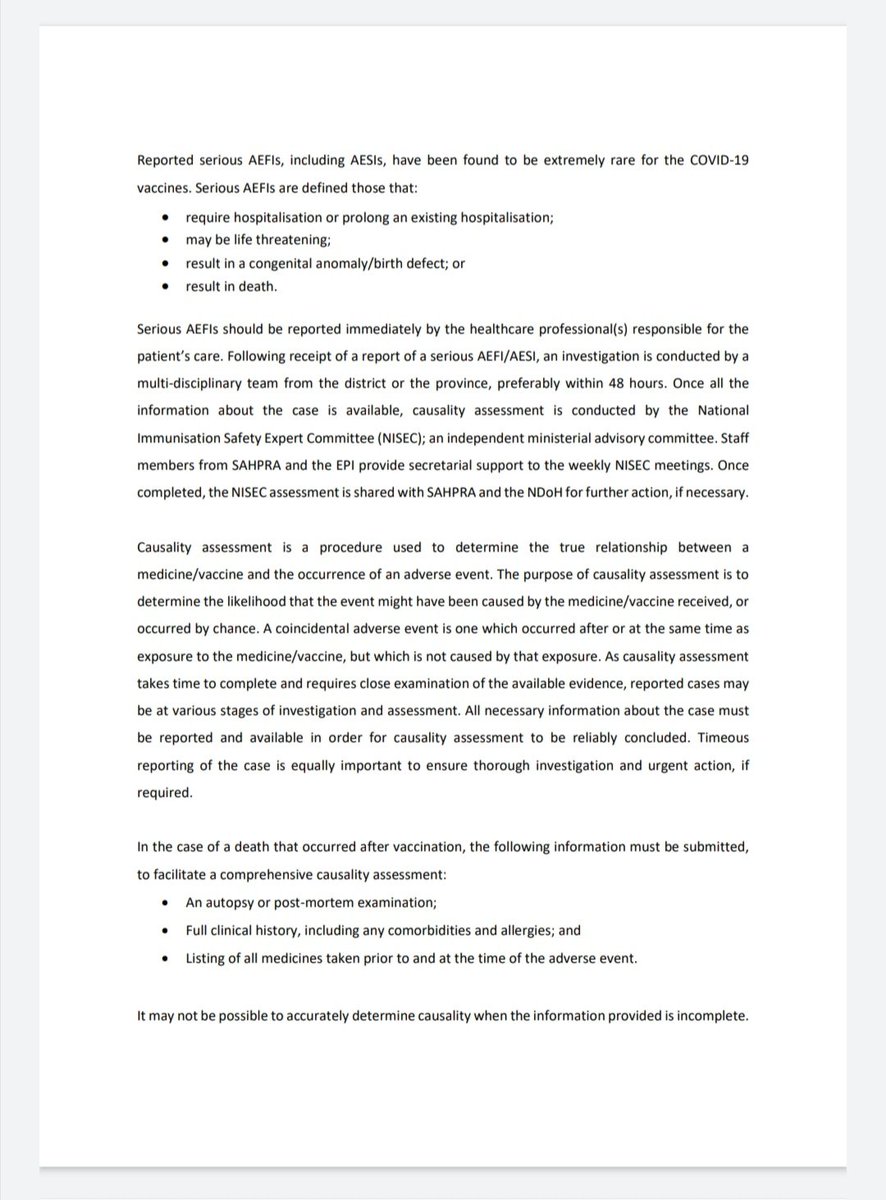 Reported serious AEFIs, including AESIs, have been found to be extremely rare for the COVID-19
vaccines. Serious AEFIs are defined those that:
• require hospitalisation or prolong an existing hospitalisation;
• may be life threatening;
• result in a congenital anomaly/birth defect; or
• result in death.
Serious AEFIs should be reported immediately by the healthcare professional(s) responsible for the
patient's care. Following receipt of a report of a serious AEFI/AESI, an investigation is conducted by a
multi-disciplinary team from the district or the province, preferably within 48 hours. Once all the
information about the case is available, causality assessment is conducted by the National
Immunisation Safety Expert Committee (NISEC); an independent ministerial advisory committee. Staff
members from SAHPRA and the EPI provide secretarial support to the weekly NISEC meetings. Once
completed, the NISEC assessment is shared with SAHPRA and the NDoH for further action, if necessary.
Causality assessment is a procedure used to determine the true relationship between a
medicine/vaccine and the occurrence of an adverse event. The purpose of causality assessment is to
determine the likelihood that the event might have been caused by the medicine/vaccine received, or
occurred by chance. A coincidental adverse event is one which occurred after or at the same time as
exposure to the medicine/vaccine, but which is not caused by that exposure. As causality assessment
takes time to complete and requires close examination of the available evidence, reported cases may
be at various stages of investigation and assessment. All necessary information about the case must
be reported and available in order for causality assessment to be reliably concluded. Timeous
reporting of the case is equally important to ensure thorough investigation and urgent action, if
required.
In the case of a death that occurred after vaccination, the following information must be submitted,
to facilitate a comprehensive causality assessment:
• An autopsy or post-mortem examination;
• Full clinical history, including any comorbidities and allergies; and
• Listing of all medicines taken prior to and at the time of the adverse event.
It may not be possible to accurately determine causality when the information provided is incomplete.